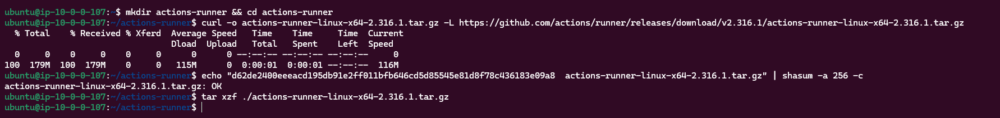 ubuntu@ip-10-0-0-107:~$ mkdir actions-runner && cd actions-runner
ubuntu@ip-10-0-0-107:~/actions-runner$ curl -o actions-runner-linux-x64-2.316.1.tar.gz -L https://github.com/actions/runner/releases/download/v2.316.1/actions-runner-linux-x64-2.316.1.tar.gz
  % Total    % Received % Xferd  Average Speed   Time    Time     Time  Current
                                 Dload  Upload   Total   Spent    Left  Speed
  0     0    0     0    0     0      0      0 --:--:-- --:--:-- --:--:--     0
100  179M  100  179M    0     0   115M      0  0:00:01  0:00:01 --:--:--  116M
ubuntu@ip-10-0-0-107:~/actions-runner$ echo "d62de2400eeeacd195db91e2ff011bfb646cd5d85545e81d8f78c436183e09a8  actions-runner-linux-x64-2.316.1.tar.gz" | shasum -a 256 -c
actions-runner-linux-x64-2.316.1.tar.gz: OK
ubuntu@ip-10-0-0-107:~/actions-runner$ tar xzf ./actions-runner-linux-x64-2.316.1.tar.gz
ubuntu@ip-10-0-0-107:~/actions-runner$